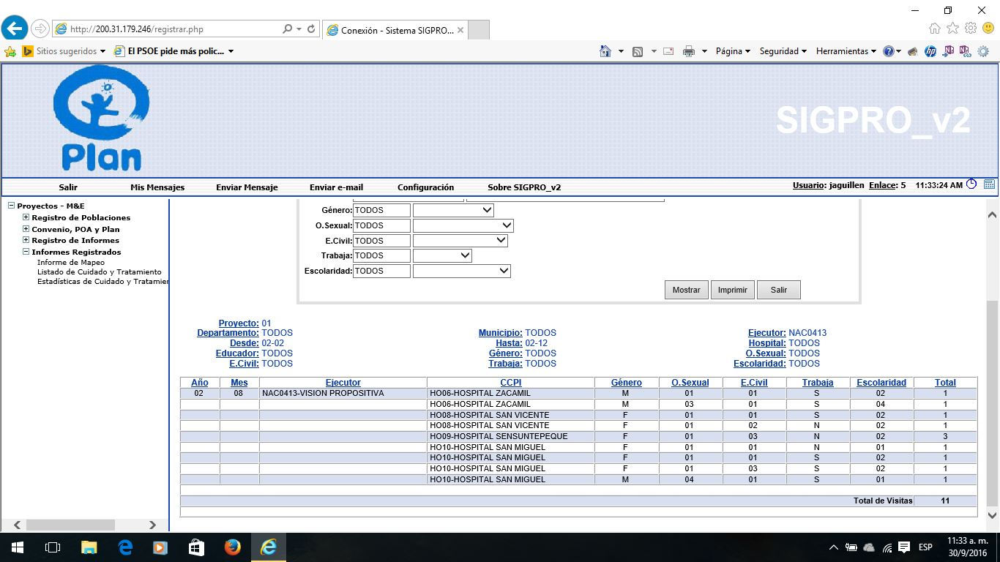 http://200.31.179.246/registrar.php
Conexión - Sistema SIGPRO...
Sitios sugeridos
El PSOE pide más polic...
Página Seguridad Herramientas
Plan
SIGPRO_v2
Salir Mis Mensajes Enviar Mensaje Enviar e-mail Configuración Sobre SIGPRO_v2 Usuario: jaguillen Enlace: 5 11:33:24 AM
Proyectos - M&E
Registro de Poblaciones
Convenio, POA y Plan
Registro de Informes
Informes Registrados
Informe de Mapeo
Listado de Cuidado y Tratamiento
Estadísticas de Cuidado y Tratamien
Género: TODOS
O.Sexual: TODOS
E.Civil: TODOS
Trabaja: TODOS
Escolaridad: TODOS
Mostrar Imprimir Salir
Proyecto: 01
Departamento: TODOS Municipio: TODOS Ejecutor: NAC0413
Desde: 02-02 Hasta: 02-12 Hospital: TODOS
Educador: TODOS Género: TODOS O.Sexual: TODOS
E.Civil: TODOS Trabaja: TODOS Escolaridad: TODOS
Año Mes Ejecutor CCPI Género O.Sexual E.Civil Trabaja Escolaridad Total
02 08 NAC0413-VISION PROPOSITIVA HO06-HOSPITAL ZACAMIL M 01 01 S 02 1
HO06-HOSPITAL ZACAMIL M 03 01 S 04 1
HO08-HOSPITAL SAN VICENTE F 01 01 S 02 1
HO08-HOSPITAL SAN VICENTE F 01 02 N 02 1
HO09-HOSPITAL SENSUNTEPEQUE F 01 03 N 02 3
HO10-HOSPITAL SAN MIGUEL F 01 01 N 01 1
HO10-HOSPITAL SAN MIGUEL F 01 01 S 02 1
HO10-HOSPITAL SAN MIGUEL F 01 03 S 02 1
HO10-HOSPITAL SAN MIGUEL M 04 01 S 01 1
Total de Visitas 11
ESP
11:33 a. m.
30/9/2016